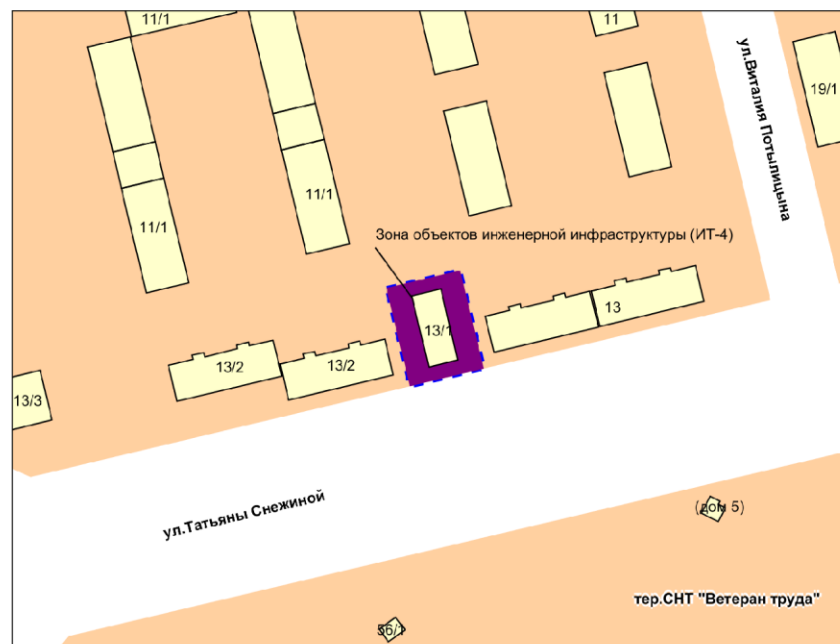 11/1
11
ул.Виталия Потылицына
19/1
11/1
11/1
Зона объектов инженерной инфраструктуры (ИТ-4)
13
13/1
13/2
13/2
13/3
ул.Татьяны Снежиной
(дом 5)
тер.СНТ "Ветеран труда"
56/1